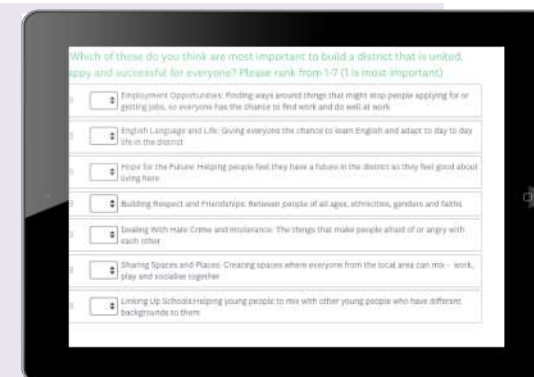 Which of these do you think are most important to build a district that is united,
appy and successful for everyone? Please rank from 1-7 (1 is most important)
Employment Opportunities: Finding ways around things that might stop people applying for or
getting jobs, so everyone has the chance to find work and do well at work
English Language and Life: Giving everyone the chance to learn English and adapt to day to day
life in the district
Hope for the Future: Helping people feel they have a future in the district so they feel good about
living here
Building Respect and Friendships: Between people of all ages, ethnicities, genders and faiths
Dealing With Hate Crime and Intolerance: The things that make people afraid of or angry with
each other
Sharing Spaces and Places: Creating spaces where everyone from the local area can mix - work,
play and socialise together
Linking Up Schools:Helping young people to mix with other young people who have different
backgrounds to them